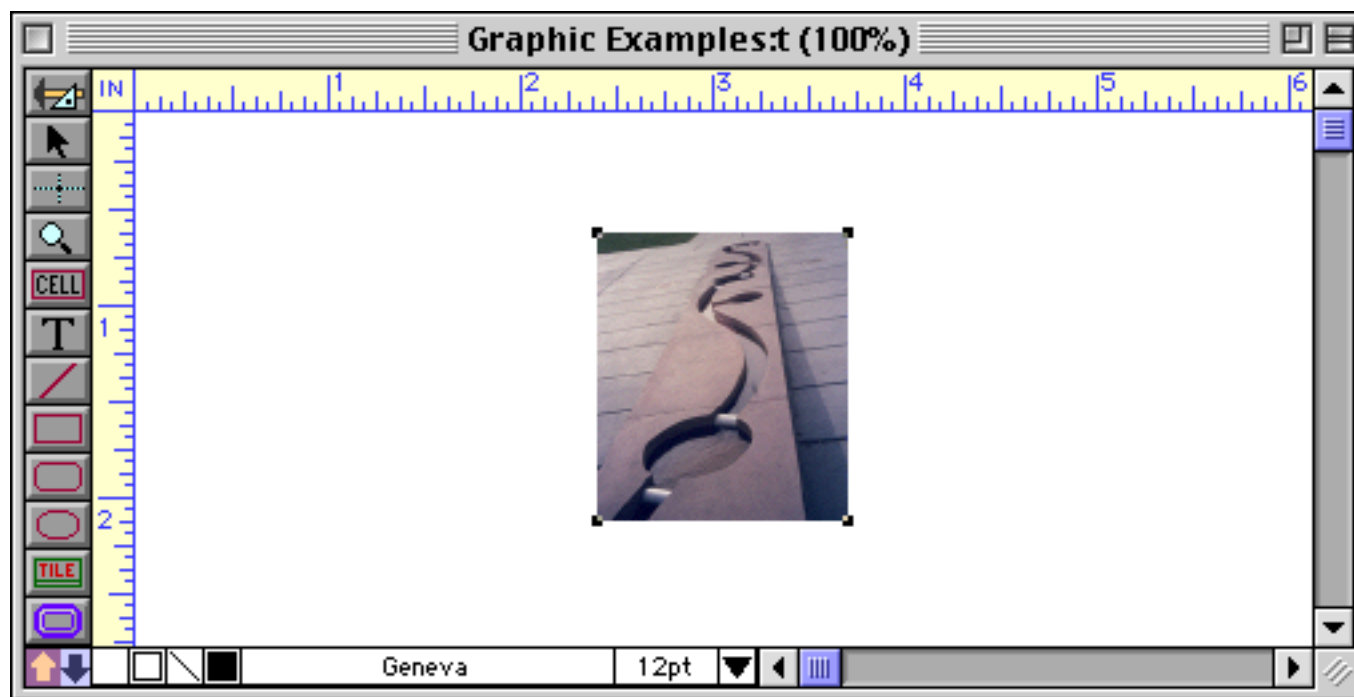 Graphic Examples:t (100%)
IN 1 2 3 4 5 6
CELL
T
1
2
TILE
Geneva 12pt